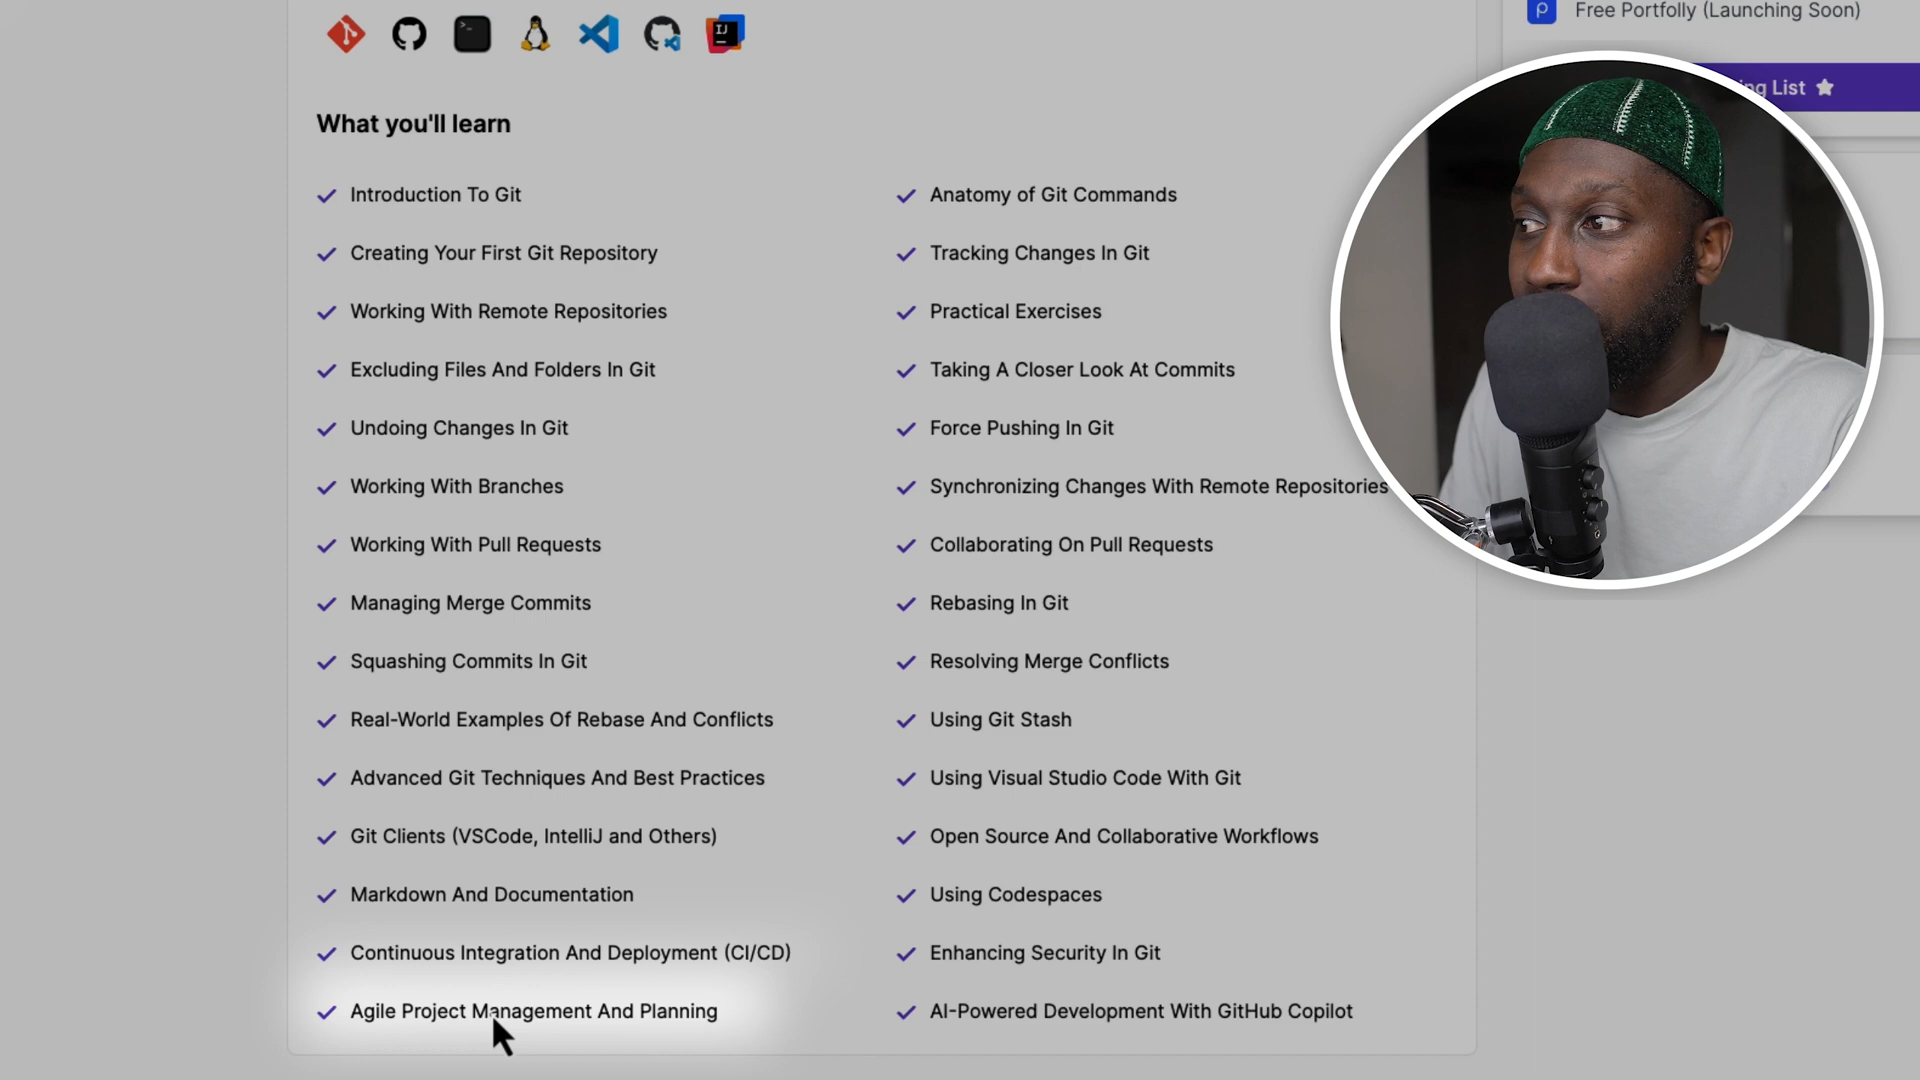 Free Portfolly (Launching Soon)
ng List
What you'll learn
Introduction To Git
Anatomy of Git Commands
Creating Your First Git Repository
Tracking Changes In Git
Working With Remote Repositories
Practical Exercises
Excluding Files And Folders In Git
Taking A Closer Look At Commits
Undoing Changes In Git
Force Pushing In Git
Working With Branches
Synchronizing Changes With Remote Repositories
Working With Pull Requests
Collaborating On Pull Requests
Managing Merge Commits
Rebasing In Git
Squashing Commits In Git
Resolving Merge Conflicts
Real-World Examples Of Rebase And Conflicts
Using Git Stash
Advanced Git Techniques And Best Practices
Using Visual Studio Code With Git
Git Clients (VSCode, IntelliJ and Others)
Open Source And Collaborative Workflows
Markdown And Documentation
Using Codespaces
Continuous Integration And Deployment (CI/CD)
Enhancing Security In Git
Agile Project Management And Planning
AI-Powered Development With GitHub Copilot